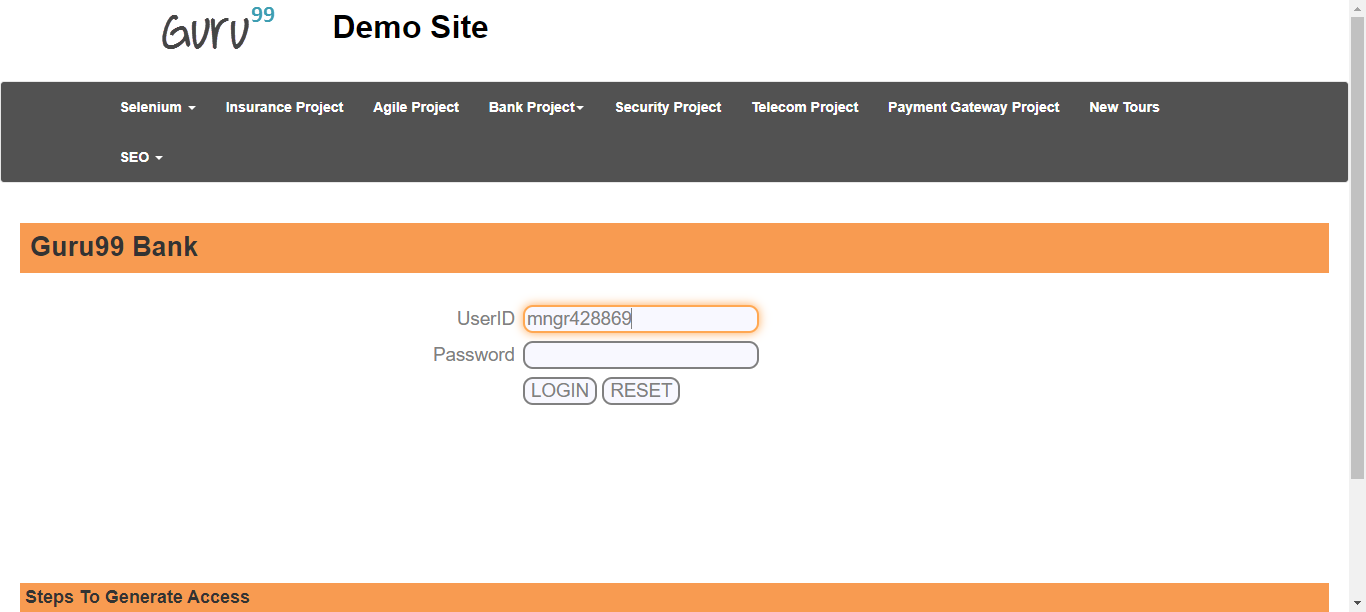 Guru99 Demo Site
Selenium Insurance Project Agile Project Bank Project Security Project Telecom Project Payment Gateway Project New Tours
SEO
Guru99 Bank
UserID mngr428869
Password
LOGIN RESET
Steps To Generate Access